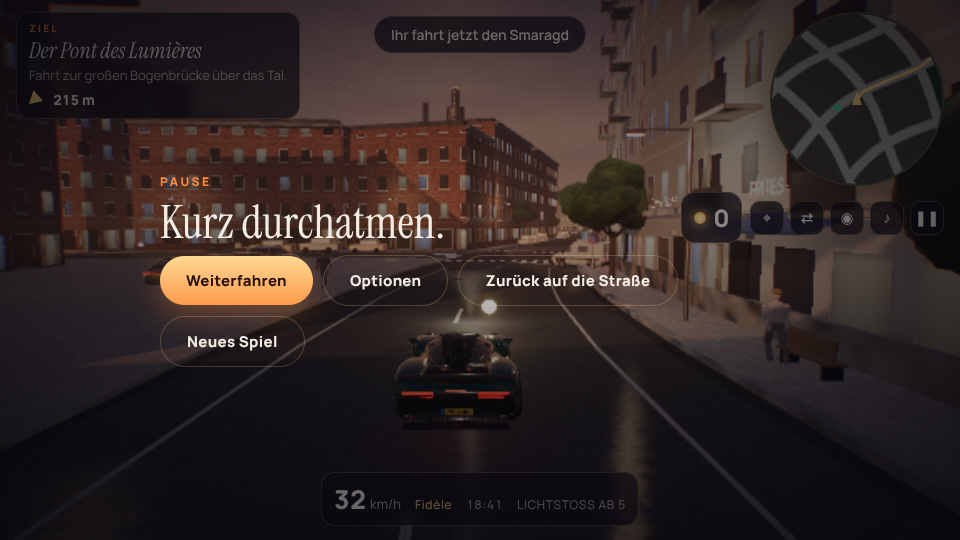 ZIEL
Der Pont des Lumières
Fahrt zur großen Bogenbrücke über das Tal.
215 m
Ihr fahrt jetzt den Smaragd
PAUSE
Kurz durchatmen.
FRITES
0
Weiterfahren
Optionen
Zurück auf die Straße
Neues Spiel
32 km/h Fidèle 18:41 LICHTSTOSS AB 5